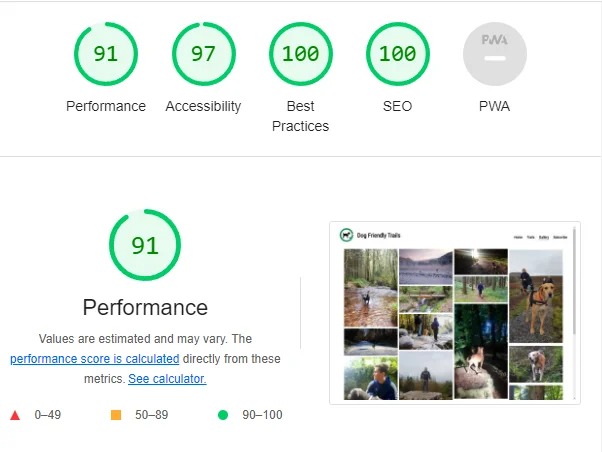 91 97 100 100 PWA
Performance Accessibility Best Practices SEO PWA
91
Performance
Values are estimated and may vary. The
performance score is calculated directly from these
metrics. See calculator.
0–49 50–89 90–100
Dog Friendly Trails
Home Trails Gallery Subscribe